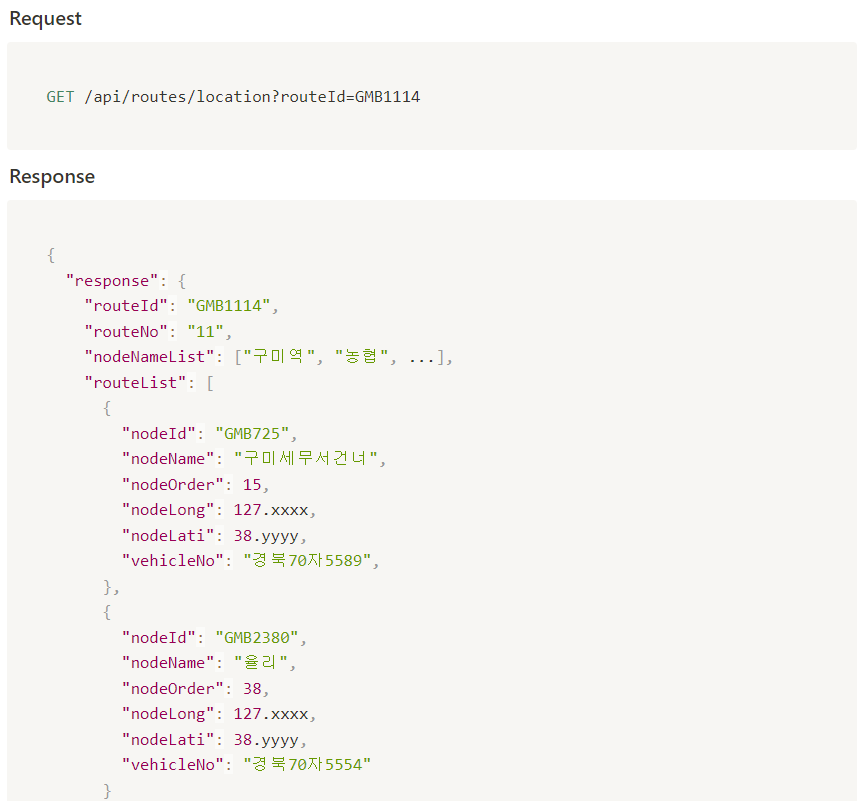 Request
GET /api/routes/location?routeId=GMB1114
Response
{
"response": {
"routeId": "GMB1114",
"routeNo": "11",
"nodeNameList": ["구미역", "농협", ...],
"routeList": [
{
"nodeId": "GMB725",
"nodeName": "구미세무서건너",
"nodeOrder": 15,
"nodeLong": 127.xxxx,
"nodeLati": 38.yyyy,
"vehicleNo": "경북70자5589",
},
{
"nodeId": "GMB2380",
"nodeName": "율리",
"nodeOrder": 38,
"nodeLong": 127.xxxx,
"nodeLati": 38.yyyy,
"vehicleNo": "경북70자5554"
}